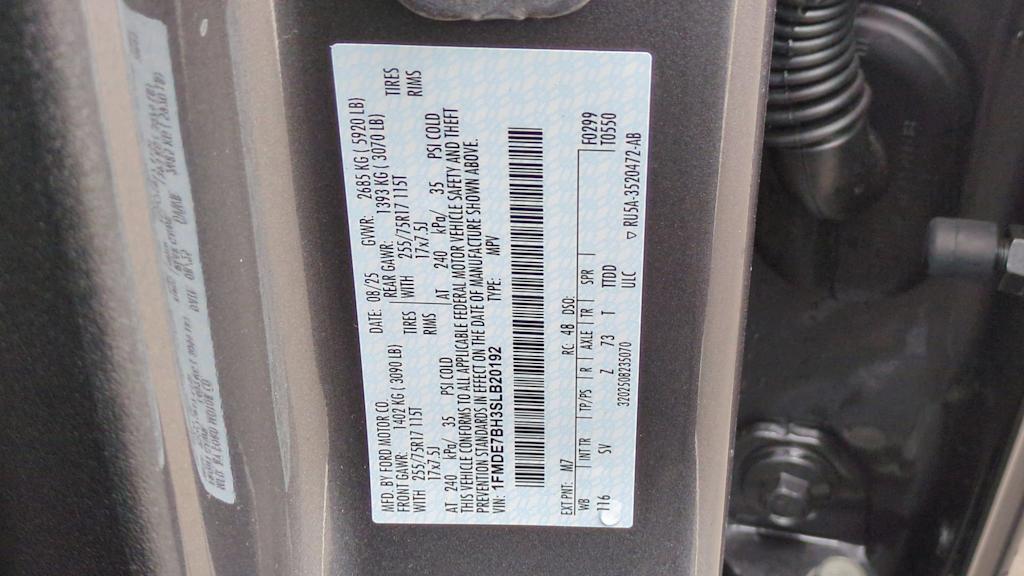 MFD. BY FORD MOTOR CO.
DATE: 08/25 GVWR: 2685 KG ( 5920 LB)
FRONT GAWR: 1402 KG ( 3090 LB)
REAR GAWR: 1393 KG ( 3070 LB)
WITH 255/75R17 115T TIRES
WITH 255/75R17 115T TIRES
17x7.5J RIMS
17x7.5J RIMS
AT 240 kPa/ 35 PSI COLD
AT 240 kPa/ 35 PSI COLD
THIS VEHICLE CONFORMS TO ALL APPLICABLE FEDERAL MOTOR VEHICLE SAFETY AND THEFT
PREVENTION STANDARDS IN EFFECT ON THE DATE OF MANUFACTURE SHOWN ABOVE.
VIN: 1FMDE7BH3SLB20192 TYPE: MPV
EXT PNT: MZ RC: 48 DSO: F0299
WB INTR TP/PS R AXLE TR SPR T0550
116 SV Z 73 T TTDD
320250B235070 ULC
▽ RU5A-3520472-AB